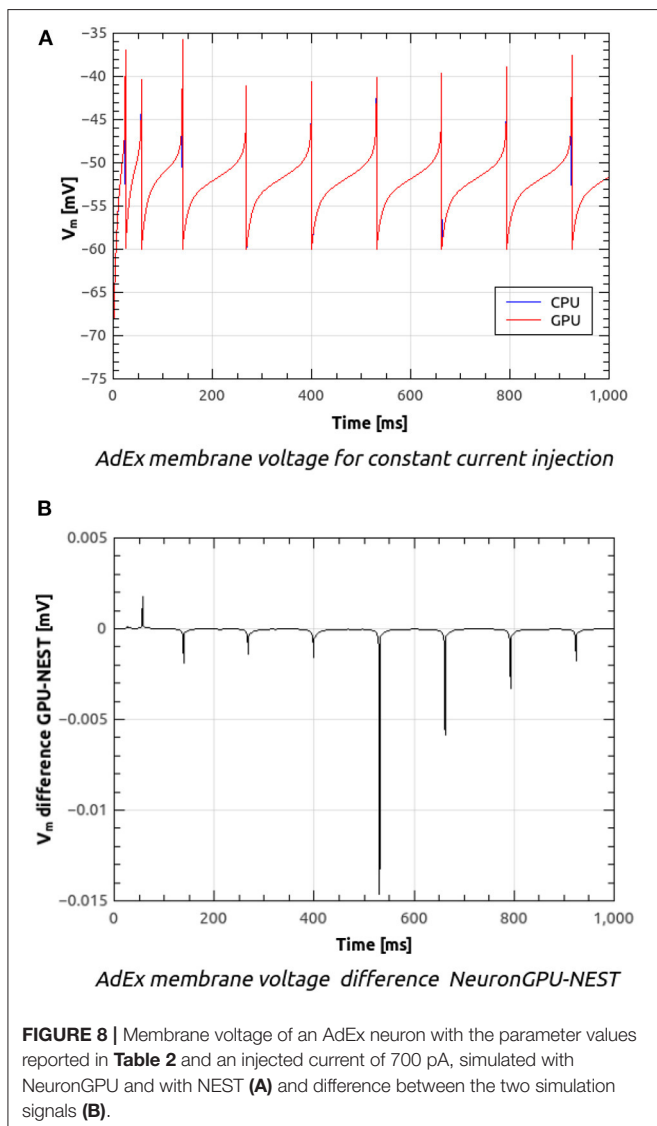 A
−35
−40
−45
−50
−55
−60
−65
−70
−75
Vm [mV]
CPU
GPU
0 200 400 600 800 1,000
Time [ms]
AdEx membrane voltage for constant current injection
B
0.005
0
−0.005
−0.01
−0.015
Vm difference GPU-NEST [mV]
0 200 400 600 800 1,000
Time [ms]
AdEx membrane voltage difference NeuronGPU-NEST
FIGURE 8 | Membrane voltage of an AdEx neuron with the parameter values
reported in Table 2 and an injected current of 700 pA, simulated with
NeuronGPU and with NEST (A) and difference between the two simulation
signals (B).